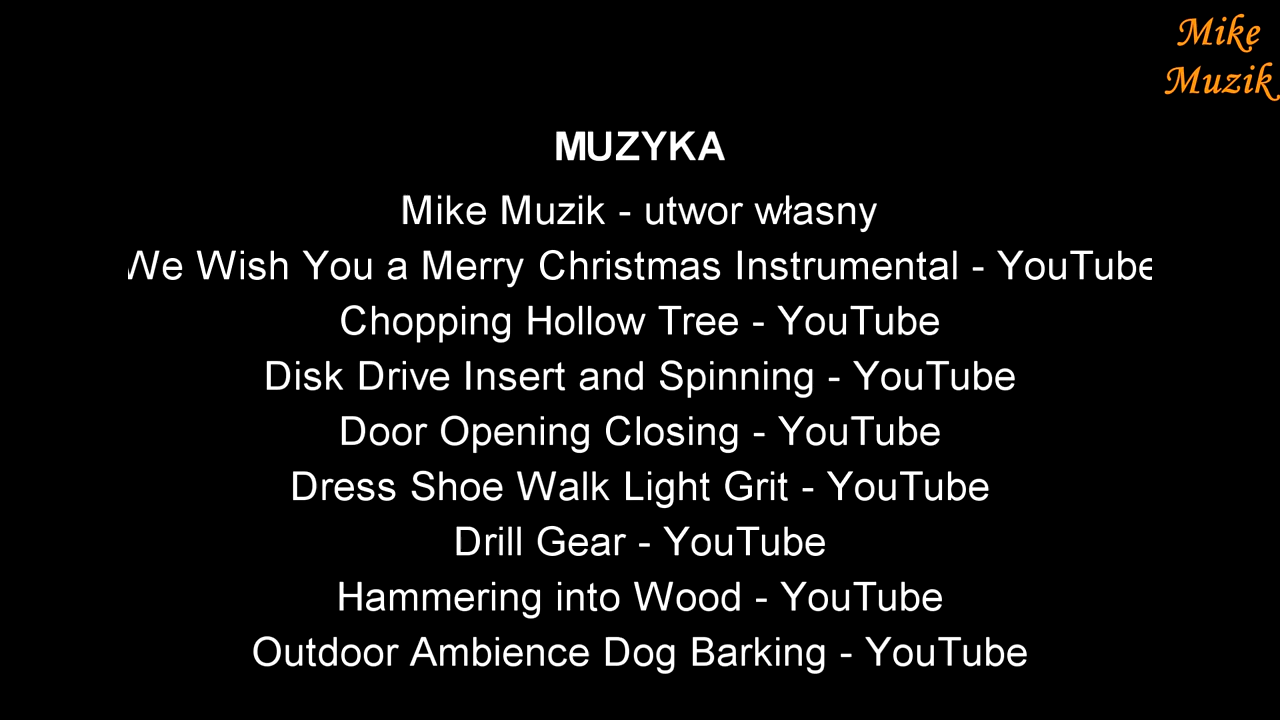 Mike
Muzik
MUZYKA
Mike Muzik - utwor własny
We Wish You a Merry Christmas Instrumental - YouTube
Chopping Hollow Tree - YouTube
Disk Drive Insert and Spinning - YouTube
Door Opening Closing - YouTube
Dress Shoe Walk Light Grit - YouTube
Drill Gear - YouTube
Hammering into Wood - YouTube
Outdoor Ambience Dog Barking - YouTube